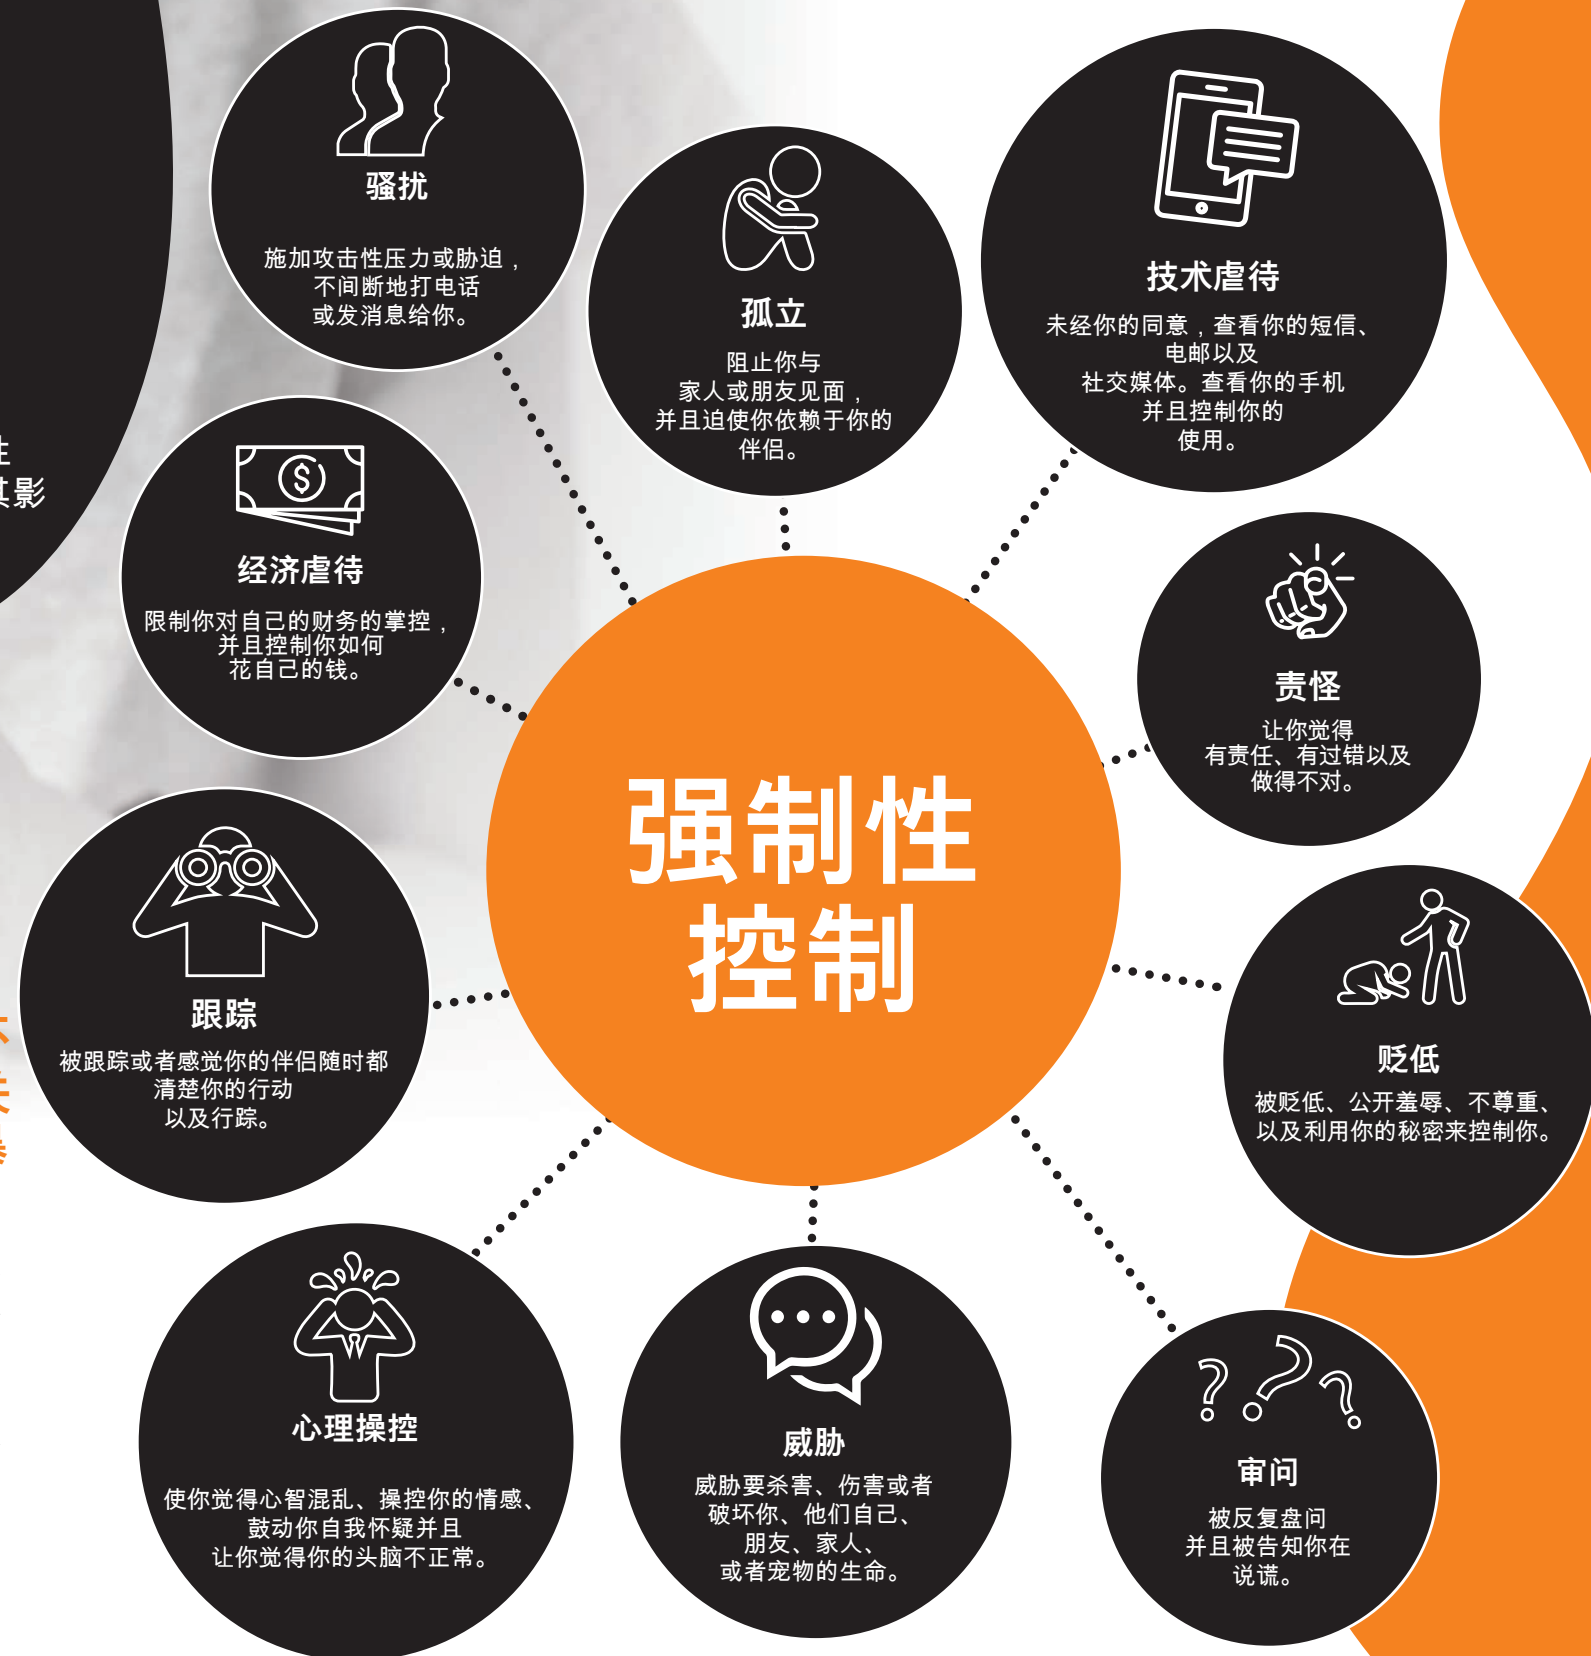 骚扰
施加攻击性压力或胁迫，
不间断地打电话
或发消息给你。
孤立
阻止你与
家人或朋友见面，
并且迫使你依赖于你的
伴侣。
技术虐待
未经你的同意，查看你的短信、
电邮以及
社交媒体。查看你的手机
并且控制你的
使用。
性
其影
经济虐待
限制你对自己的财务的掌控，
并且控制你如何
花自己的钱。
责怪
让你觉得
有责任、有过错以及
做得不对。
强制性
控制
跟踪
被跟踪或者感觉你的伴侣随时都
清楚你的行动
以及行踪。
贬低
被贬低、公开羞辱、不尊重、
以及利用你的秘密来控制你。
心理操控
使你觉得心智混乱、操控你的情感、
鼓动你自我怀疑并且
让你觉得你的头脑不正常。
威胁
威胁要杀害、伤害或者
破坏你、他们自己、
朋友、家人、
或者宠物的生命。
审问
被反复盘问
并且被告知你在
说谎。